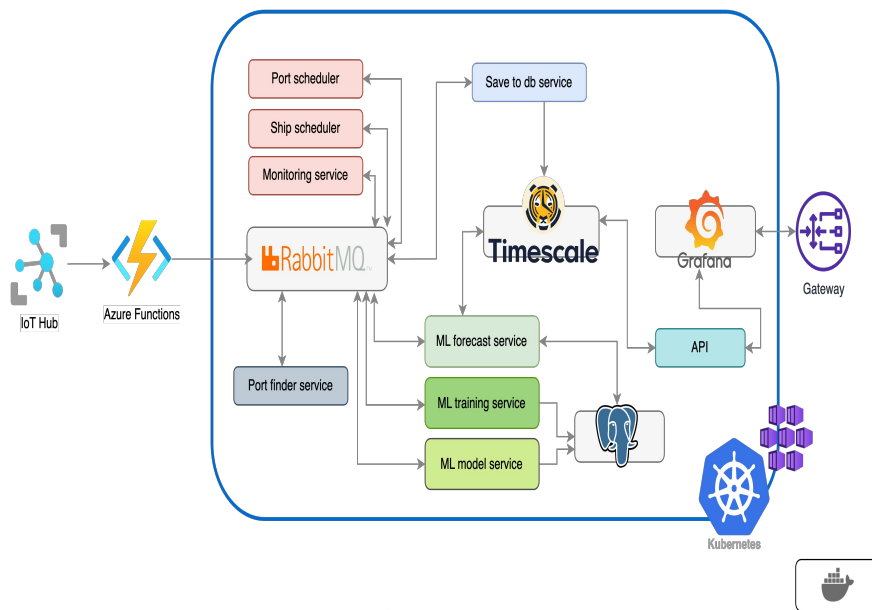 Port scheduler
Save to db service
Ship scheduler
Monitoring service
RabbitMQ
Timescale
Grafana
IoT Hub
Azure Functions
Gateway
ML forecast service
API
Port finder service
ML training service
ML model service
Kubernetes